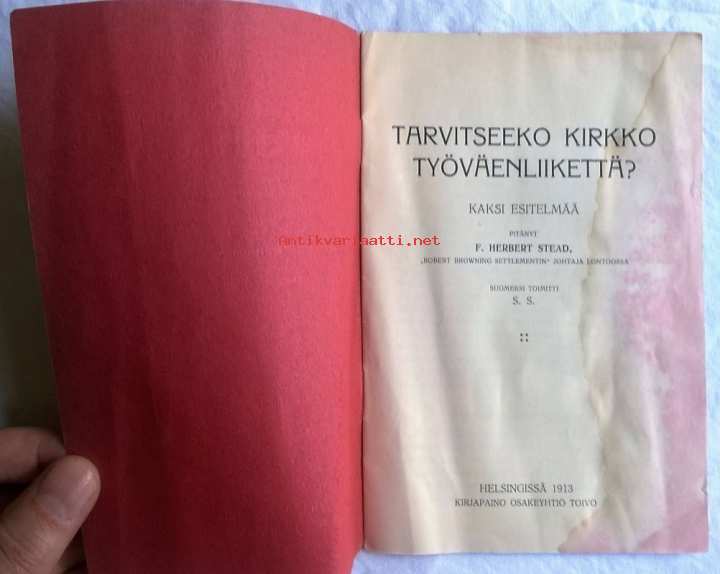 TARVITSEEKO KIRKKO
TYÖVÄENLIIKETTÄ?
KAKSI ESITELMÄÄ
PITÄNYT
F. HERBERT STEAD,
„ROBERT BROWNING SETTLEMENTIN" JOHTAJA LONTOOSSA
SUOMEKSI TOIMITTI
S. S.
HELSINGISSÄ 1913
KIRJAPAINO OSAKEYHTIÖ TOIVO
Antikvariaatti.net